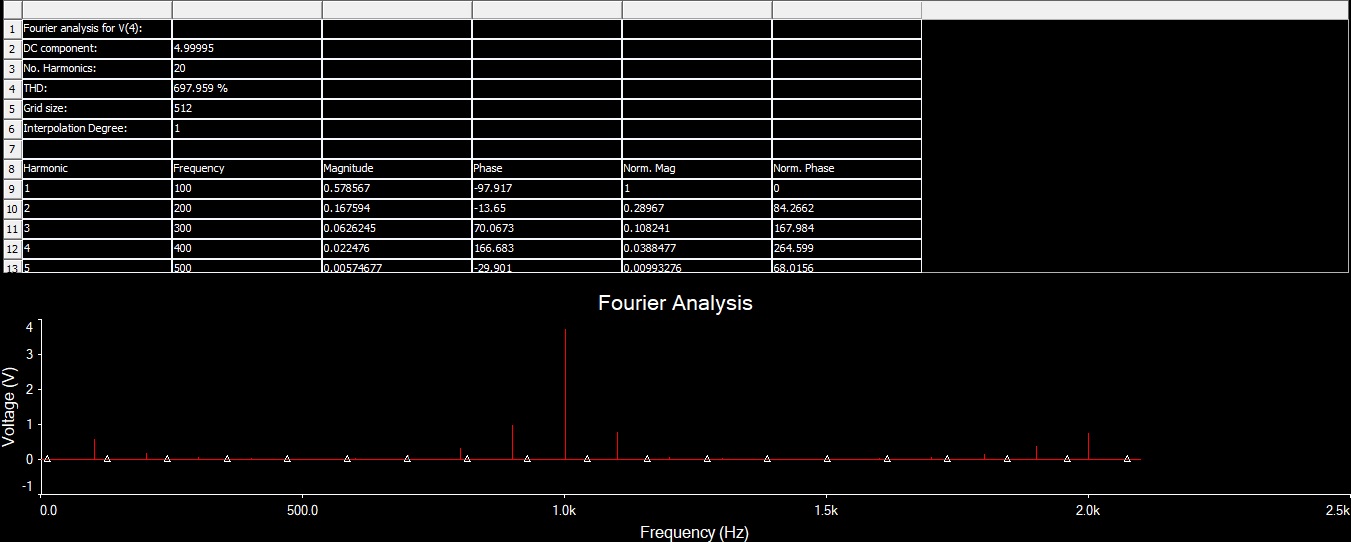 1 Fourier analysis for V(4):
2 DC component: 4.99995
3 No. Harmonics: 20
4 THD: 697.959 %
5 Grid size: 512
6 Interpolation Degree: 1
7
8 Harmonic Frequency Magnitude Phase Norm. Mag Norm. Phase
9 1 100 0.578567 -97.917 1 0
10 2 200 0.167594 -13.65 0.28967 84.2662
11 3 300 0.0626245 70.0673 0.108241 167.984
12 4 400 0.022476 166.683 0.0388477 264.599
13 5 500 0.00574677 -29.901 0.00993276 68.0156
Fourier Analysis
Voltage (V)
4
3
2
1
0
-1
0.0 500.0 1.0k 1.5k 2.0k 2.5k
Frequency (Hz)